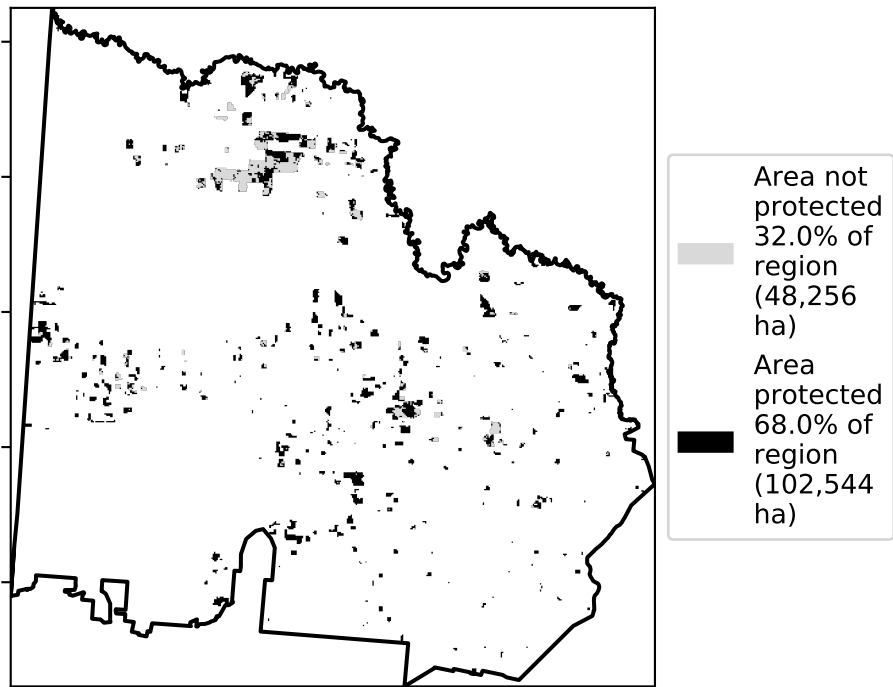 Area not
protected
32.0% of
region
(48,256
ha)
Area
protected
68.0% of
region
(102,544
ha)